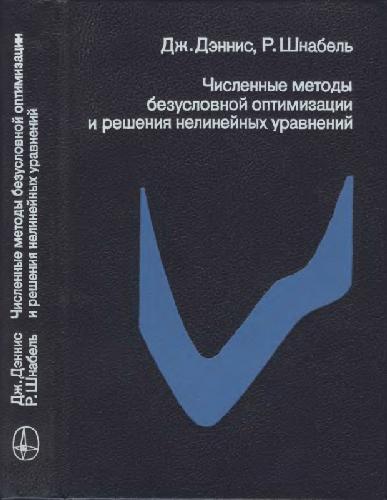 Дж. Дэннис, Р. Шнабель
Численные методы
безусловной оптимизации
и решения нелинейных уравнений
Дж. Дэннис
Р. Шнабель
Численные методы безусловной оптимизации
и решения нелинейных уравнений